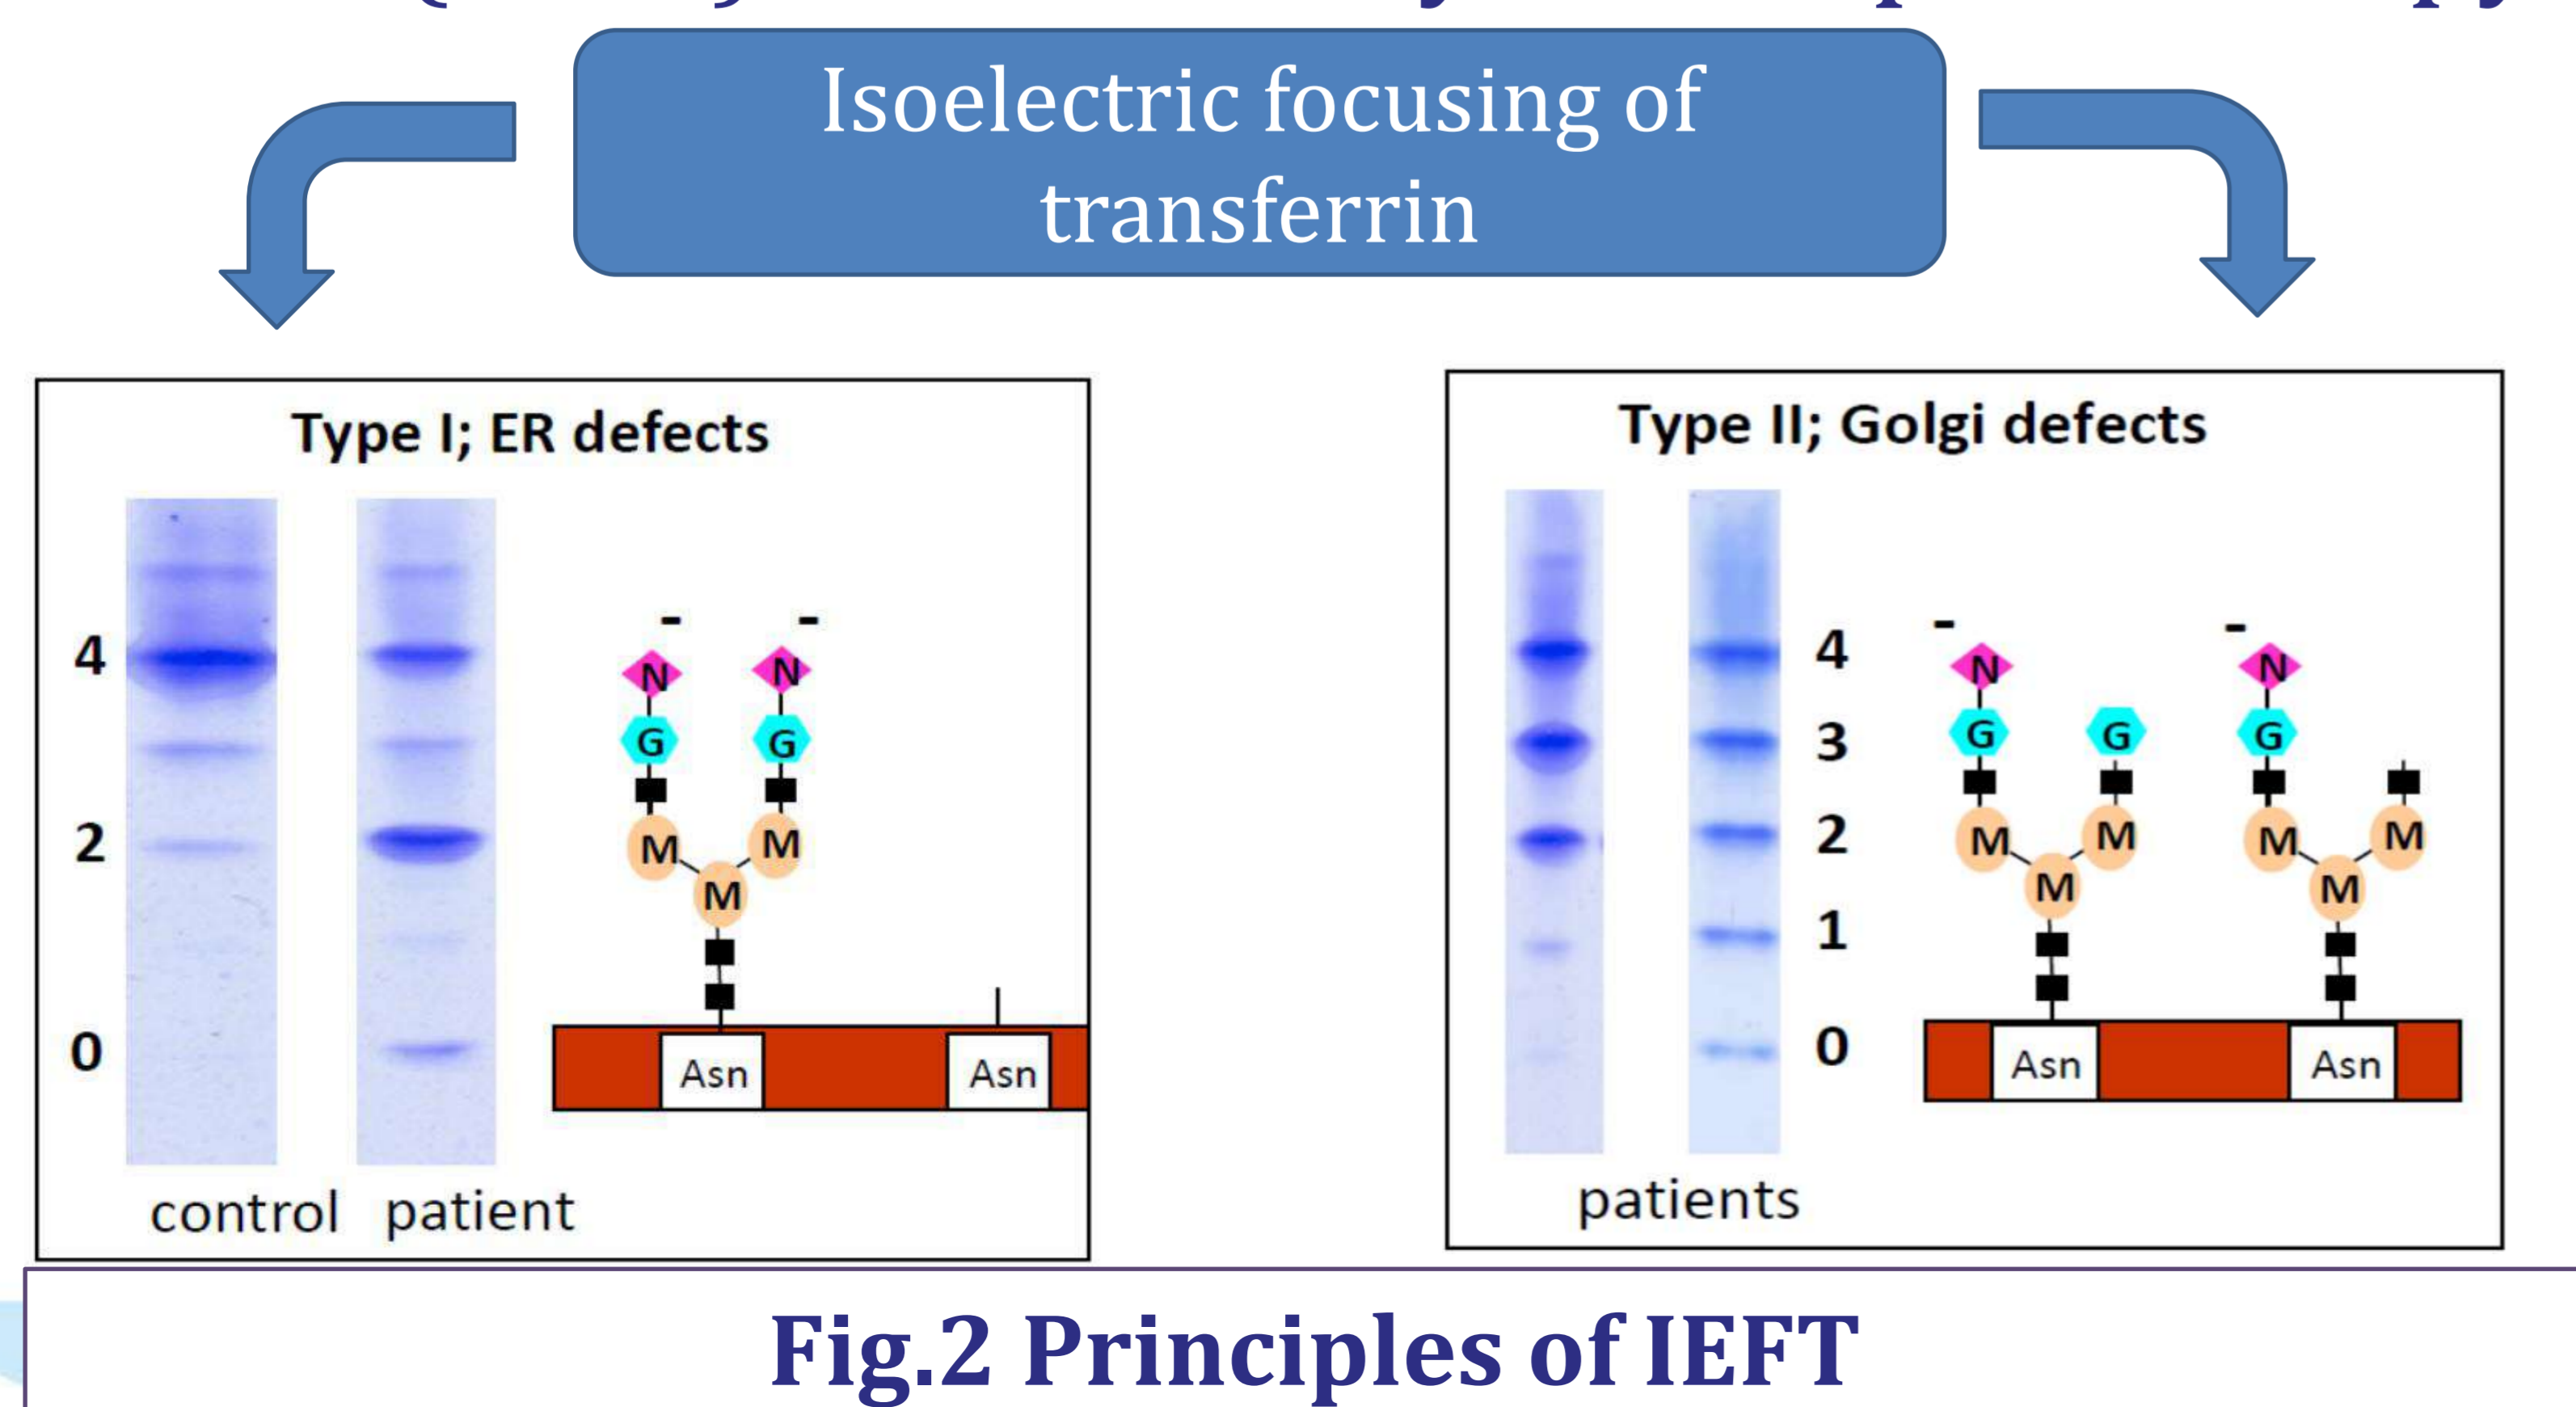 Isoelectric focusing of
transferrin
Type I; ER defects
4
2
0
- -
N N
G G
M M
M
Asn Asn
control patient
Type II; Golgi defects
4
3
2
1
0
- -
N N
G G G
M M M M
M M
Asn Asn
patients
Fig.2 Principles of IEFT